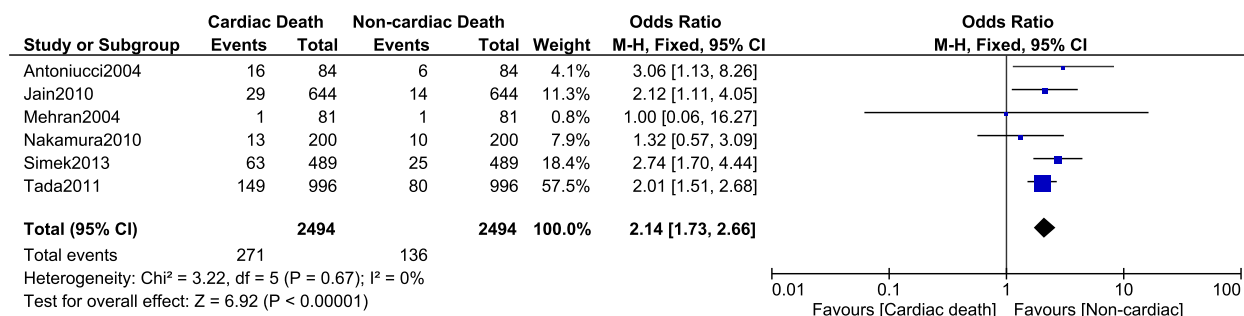 Cardiac Death Non-cardiac Death Odds Ratio Odds Ratio
Study or Subgroup Events Total Events Total Weight M-H, Fixed, 95% CI M-H, Fixed, 95% CI
Antoniucci2004 16 84 6 84 4.1% 3.06 [1.13, 8.26]
Jain2010 29 644 14 644 11.3% 2.12 [1.11, 4.05]
Mehran2004 1 81 1 81 0.8% 1.00 [0.06, 16.27]
Nakamura2010 13 200 10 200 7.9% 1.32 [0.57, 3.09]
Simek2013 63 489 25 489 18.4% 2.74 [1.70, 4.44]
Tada2011 149 996 80 996 57.5% 2.01 [1.51, 2.68]
Total (95% CI) 2494 2494 100.0% 2.14 [1.73, 2.66]
Total events 271 136
Heterogeneity: Chi² = 3.22, df = 5 (P = 0.67); I² = 0%
Test for overall effect: Z = 6.92 (P < 0.00001)
0.01 0.1 1 10 100
Favours [Cardiac death] Favours [Non-cardiac]